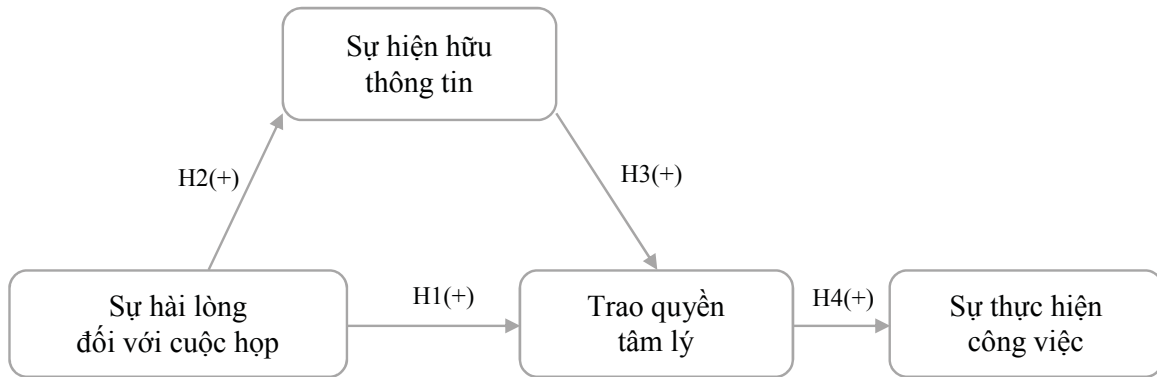 Sự hiện hữu
thông tin
H2(+)
H3(+)
Sự hài lòng
đối với cuộc họp
H1(+)
Trao quyền
tâm lý
H4(+)
Sự thực hiện
công việc